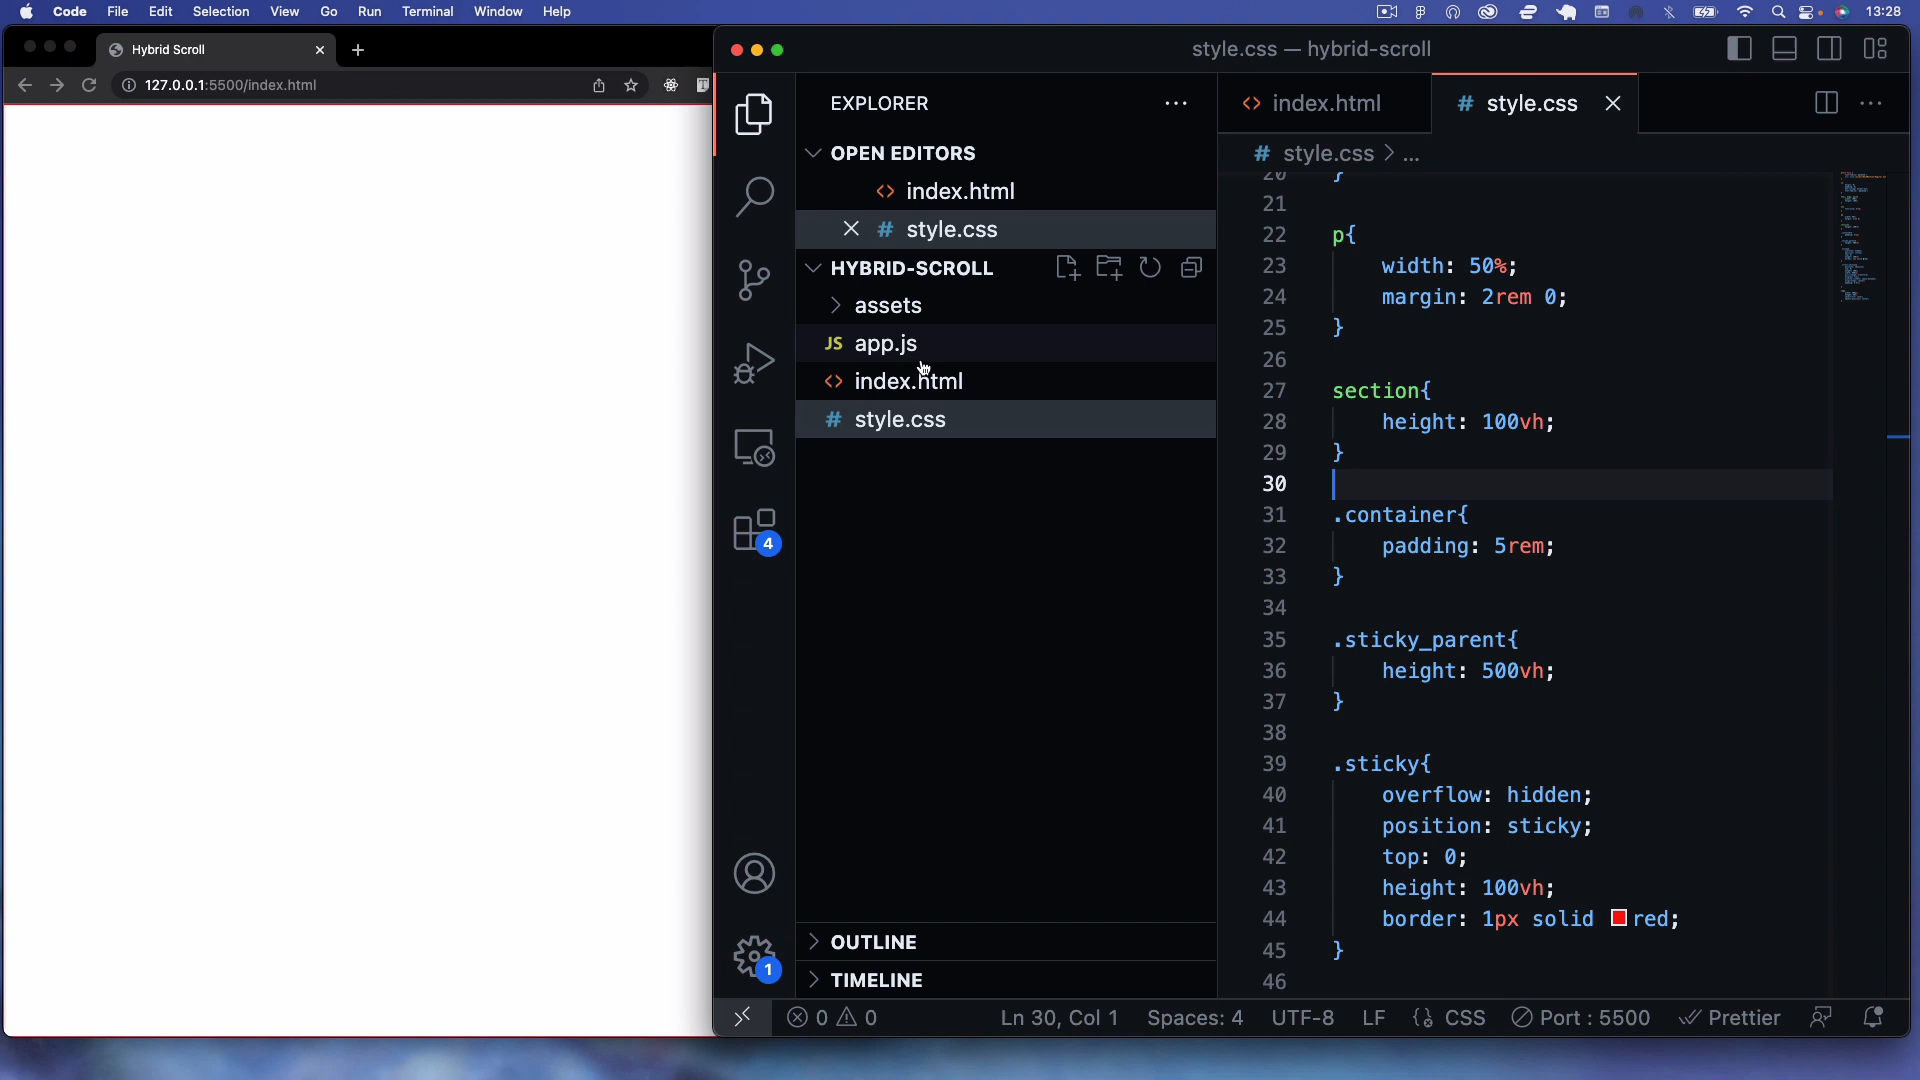 Code File Edit Selection View Go Run Terminal Window Help 13:28
Hybrid Scroll
127.0.0.1:5500/index.html
style.css — hybrid-scroll
EXPLORER
OPEN EDITORS
index.html
# style.css
HYBRID-SCROLL
assets
JS app.js
<> index.html
# style.css
4
1
OUTLINE
TIMELINE
<> index.html
# style.css
# style.css > ...
20 }
21
22 p{
23 width: 50%;
24 margin: 2rem 0;
25 }
26
27 section{
28 height: 100vh;
29 }
30
31 .container{
32 padding: 5rem;
33 }
34
35 .sticky_parent{
36 height: 500vh;
37 }
38
39 .sticky{
40 overflow: hidden;
41 position: sticky;
42 top: 0;
43 height: 100vh;
44 border: 1px solid red;
45 }
46
0 0 Ln 30, Col 1 Spaces: 4 UTF-8 LF {} CSS Port : 5500 Prettier